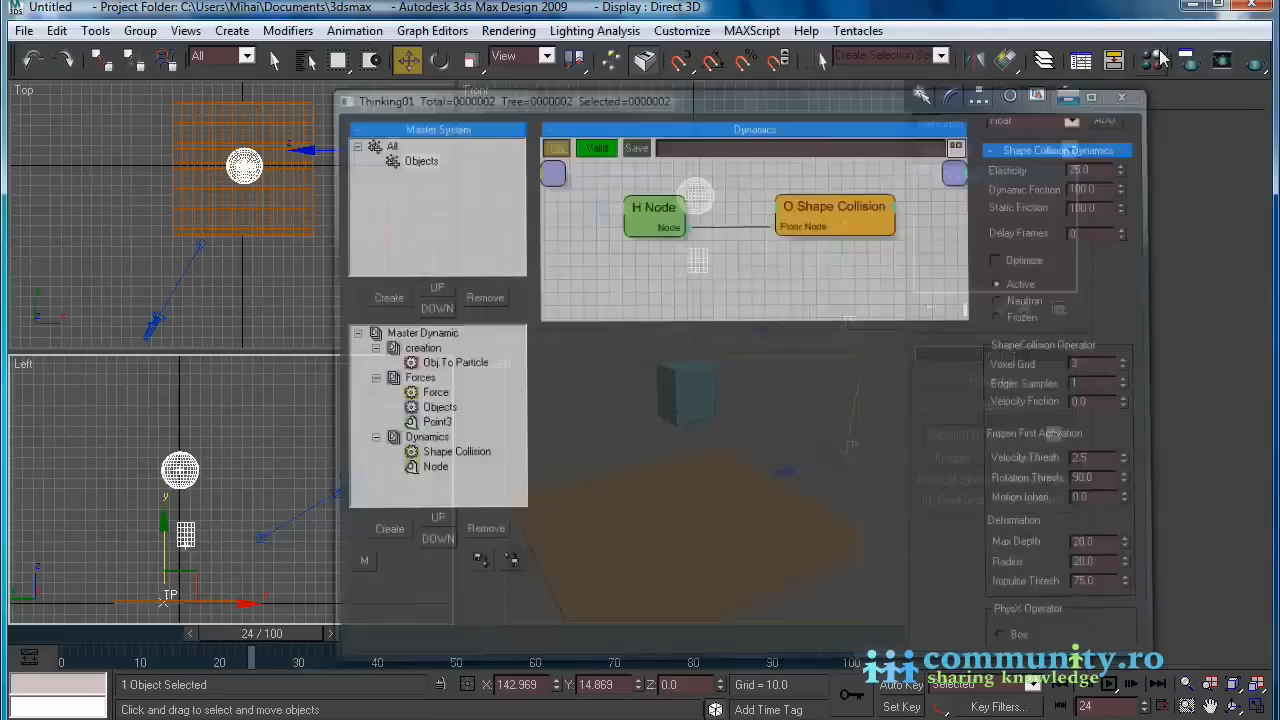 Untitled - Project Folder: C:\Users\Mihai\Documents\3dsmax - Autodesk 3ds Max Design 2009 - Display : Direct 3D
File Edit Tools Group Views Create Modifiers Animation Graph Editors Rendering Lighting Analysis Customize MAXScript Help Tentacles
All
View
Create Selection Set
Top
Thinking01 Total=0000002 Tree=0000002 Selected=0000002
Master System
All
Objects
Create
UP
DOWN
Remove
Dynamics
Valid
Save
H Node
Node
O Shape Collision
Floor Node
Float
Shape Collision Dynamics
Elasticity 25.0
Dynamic Friction 100.0
Static Friction 100.0
Delay Frames 0
Optimize
Active
Neutron
Frozen
ShapeCollision Operator
Voxel Grid 3
Edges Samples 1
Velocity Friction 0.0
Frozen First Activation
Velocity Thresh 2.5
Rotation Thresh. 90.0
Motion Inheri 0.0
Deformation
Max Depth 20.0
Radius 20.0
Impulse Thresh 75.0
PhysX Operator
Box
Master Dynamic
creation
Obj To Particle
Forces
Force
Objects
Point3
Dynamics
Shape Collision
Node
Create
UP
DOWN
Remove
M
Left
y
z
x
TP
TP
24 / 100
0 10 20 40 50 60 70 80 90 100
1 Object Selected
X: 142.969 Y: 14.869 Z: 0.0
Grid = 10.0
Auto Key Selected
Click and drag to select and move objects
Add Time Tag
Set Key
Key Filters...
24
community.ro
sharing knowledge